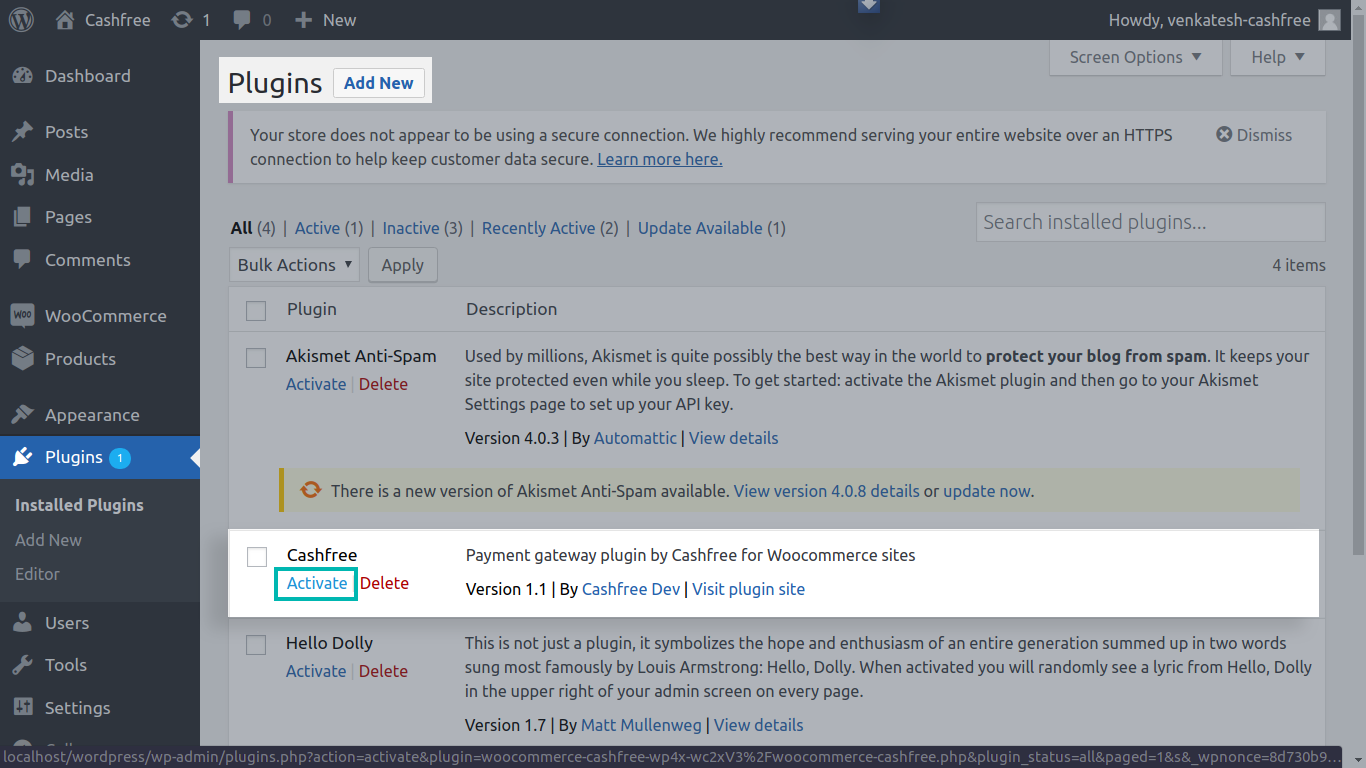 Cashfree 1 0 New Howdy, venkatesh-cashfree
Screen Options ▼ Help ▼
Dashboard
Posts
Media
Pages
Comments
WooCommerce
Products
Appearance
Plugins 1
Installed Plugins
Add New
Editor
Users
Tools
Settings
Plugins Add New
Your store does not appear to be using a secure connection. We highly recommend serving your entire website over an HTTPS
connection to help keep customer data secure. Learn more here.
Dismiss
All (4) | Active (1) | Inactive (3) | Recently Active (2) | Update Available (1)
Search installed plugins...
Bulk Actions ▼ Apply
4 items
Plugin Description
Akismet Anti-Spam
Activate | Delete
Used by millions, Akismet is quite possibly the best way in the world to protect your blog from spam. It keeps your
site protected even while you sleep. To get started: activate the Akismet plugin and then go to your Akismet
Settings page to set up your API key.
Version 4.0.3 | By Automattic | View details
There is a new version of Akismet Anti-Spam available. View version 4.0.8 details or update now.
Cashfree
Activate Delete
Payment gateway plugin by Cashfree for Woocommerce sites
Version 1.1 | By Cashfree Dev | Visit plugin site
Hello Dolly
Activate | Delete
This is not just a plugin, it symbolizes the hope and enthusiasm of an entire generation summed up in two words
sung most famously by Louis Armstrong: Hello, Dolly. When activated you will randomly see a lyric from Hello, Dolly
in the upper right of your admin screen on every page.
Version 1.7 | By Matt Mullenweg | View details
localhost/wordpress/wp-admin/plugins.php?action=activate&plugin=woocommerce-cashfree-wp4x-wc2xV3%2Fwoocommerce-cashfree.php&plugin_status=all&paged=1&s&_wpnonce=8d730b9...